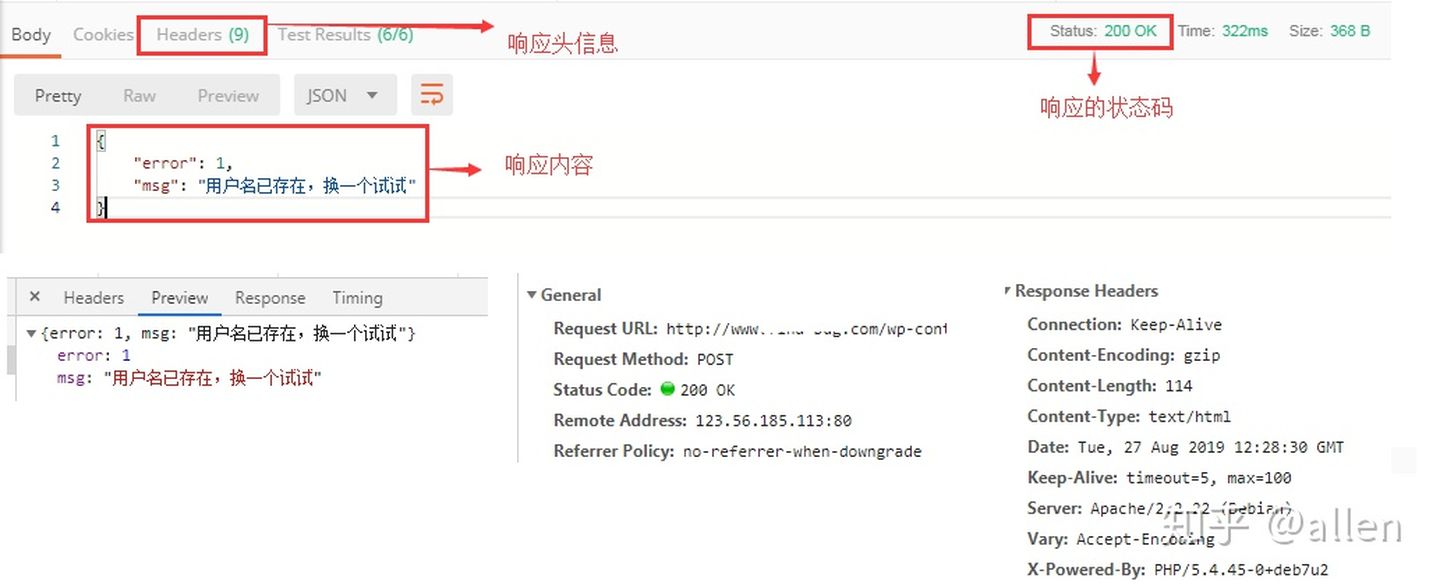 Body Cookies Headers (9) Test Results (6/6) Status: 200 OK Time: 322ms Size: 368 B
响应头信息
响应的状态码
Pretty Raw Preview JSON
1 {
2 "error": 1,
3 "msg": "用户名已存在，换一个试试"
4 }
响应内容
× Headers Preview Response Timing
{error: 1, msg: "用户名已存在，换一个试试"}
error: 1
msg: "用户名已存在，换一个试试"
General
Request URL: http://www.
Request Method: POST
Status Code: 200 OK
Remote Address: 123.56.185.113:80
Referrer Policy: no-referrer-when-downgrade
Response Headers
Connection: Keep-Alive
Content-Encoding: gzip
Content-Length: 114
Content-Type: text/html
Date: Tue, 27 Aug 2019 12:28:30 GMT
Keep-Alive: timeout=5, max=100
Server: Apache/2.2.22 (Debian)
Vary: Accept-Encoding
X-Powered-By: PHP/5.4.45-0+deb7u2
知乎 @allen